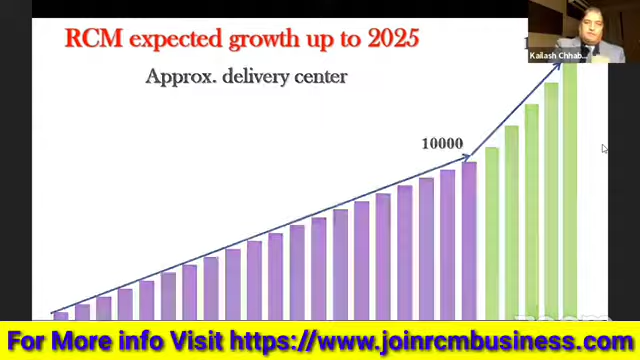 RCM expected growth up to 2025
Approx. delivery center
Kailash Chhab...
10000
For More info Visit https://www.joinrcmbusiness.com